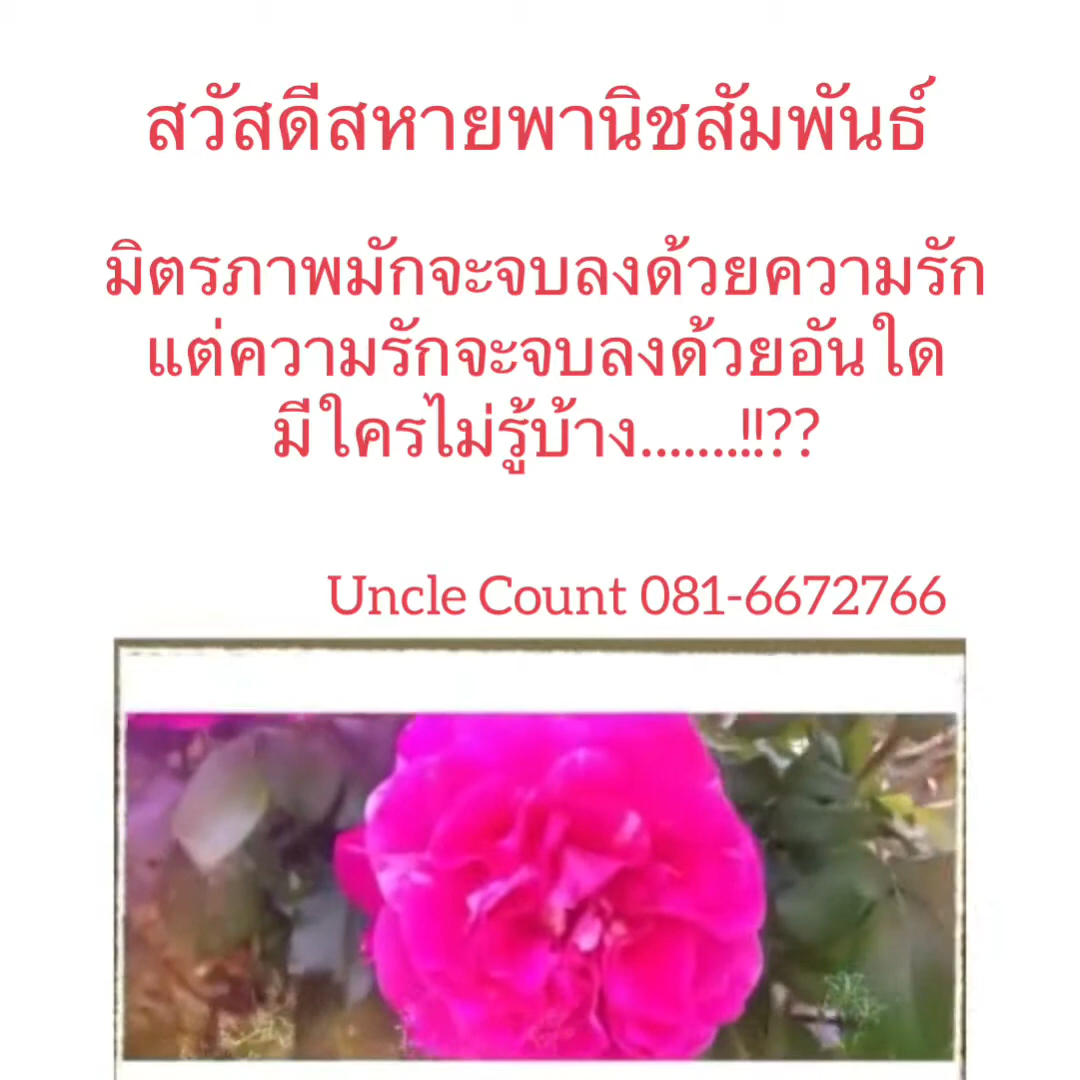 สวัสดีสหายพานิชสัมพันธ์
มิตรภาพมักจะจบลงด้วยความรัก
แต่ความรักจะจบลงด้วยอันใด
มีใครไม่รู้บ้าง.........!!??
Uncle Count 081-6672766